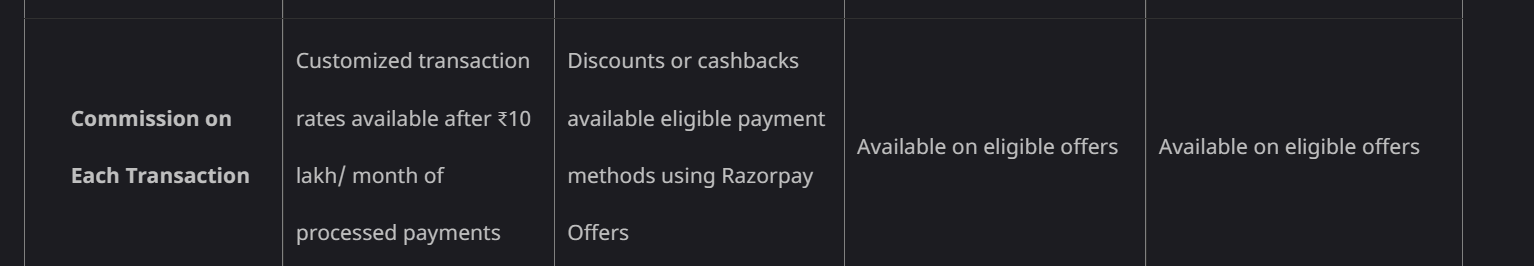 Commission on
Each Transaction
Customized transaction
rates available after ₹10
lakh/ month of
processed payments
Discounts or cashbacks
available eligible payment
methods using Razorpay
Offers
Available on eligible offers
Available on eligible offers